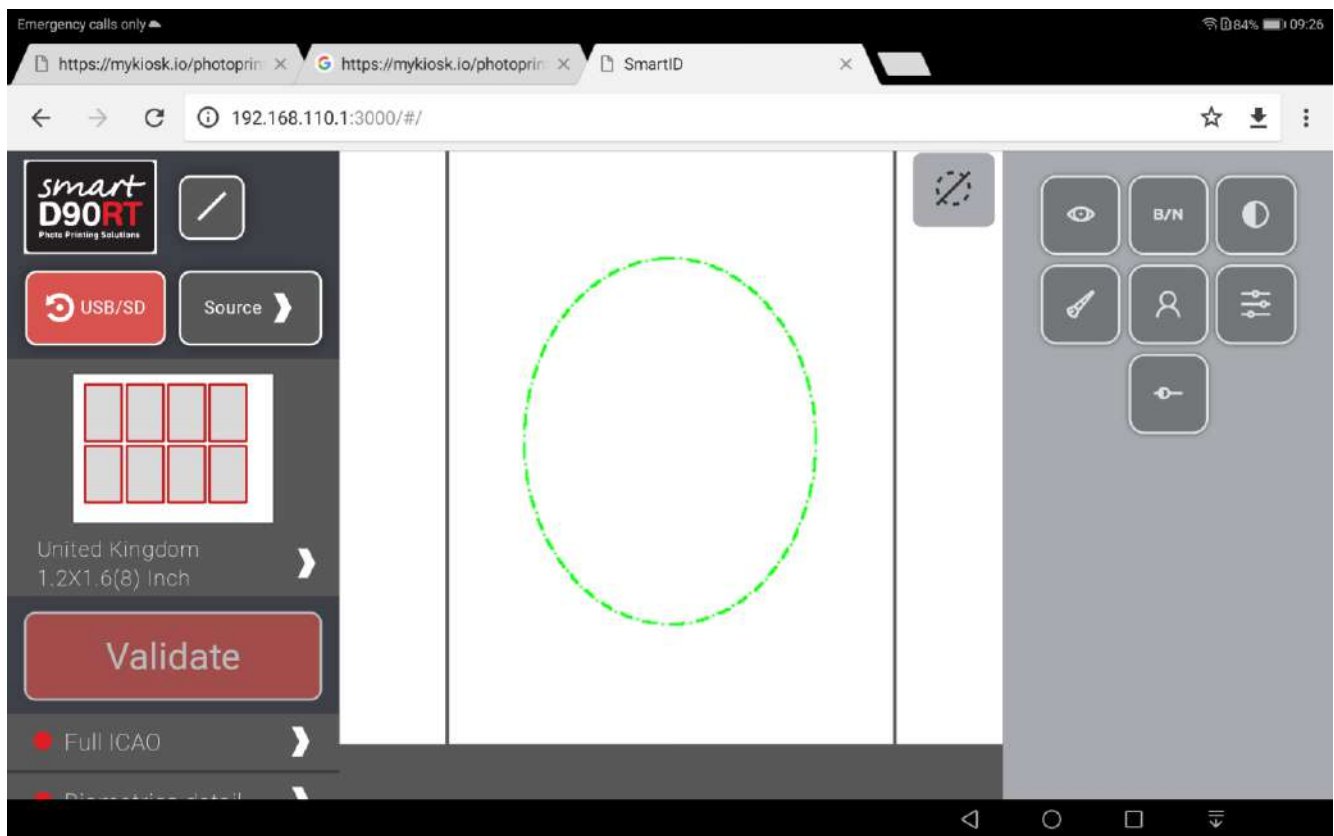 Emergency calls only
84% 09:26
https://mykiosk.io/photoprin
https://mykiosk.io/photoprin
SmartID
192.168.110.1:3000/#/
smart
D90RT
Photo Printing Solutions
USB/SD
Source
B/N
United Kingdom
1.2X1.6(8) Inch
Validate
Full ICAO
Biometrics detail